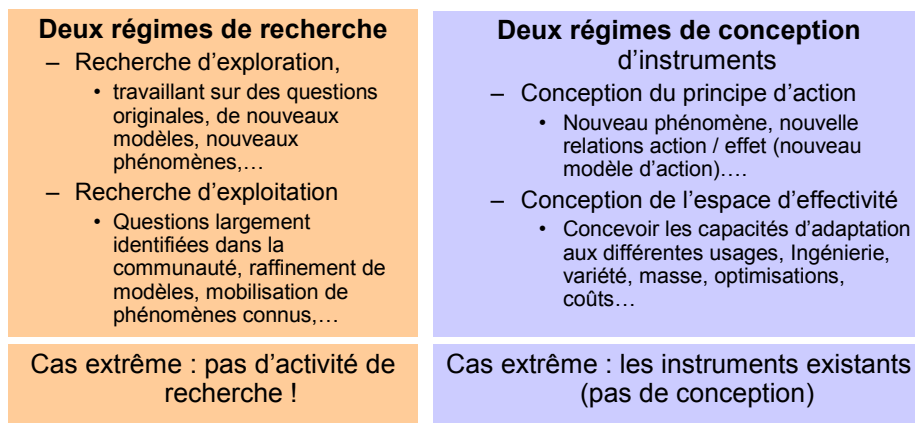 Deux régimes de recherche
– Recherche d'exploration,
• travaillant sur des questions
originales, de nouveaux
modèles, nouveaux
phénomènes,…
– Recherche d'exploitation
• Questions largement
identifiées dans la
communauté, raffinement de
modèles, mobilisation de
phénomènes connus,…
Cas extrême : pas d'activité de
recherche !
Deux régimes de conception
d'instruments
– Conception du principe d'action
• Nouveau phénomène, nouvelle
relations action / effet (nouveau
modèle d'action)….
– Conception de l'espace d'effectivité
• Concevoir les capacités d'adaptation
aux différentes usages, Ingénierie,
variété, masse, optimisations,
coûts…
Cas extrême : les instruments existants
(pas de conception)